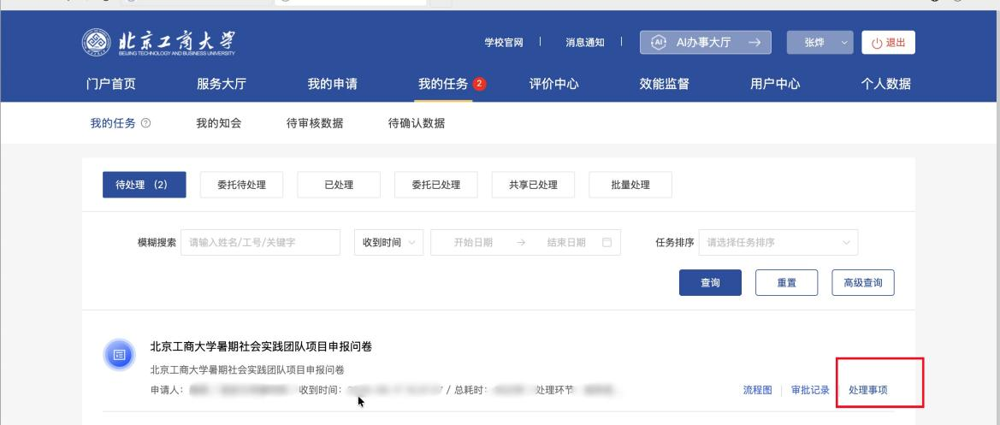 北京工商大学
BEIJING TECHNOLOGY AND BUSINESS UNIVERSITY
学校官网 | 消息通知 | AI AI办事大厅 → 张烨 退出
门户首页 服务大厅 我的申请 我的任务 2 评价中心 效能监督 用户中心 个人数据
我的任务 ? 我的知会 待审核数据 待确认数据
待处理 (2) 委托待处理 已处理 委托已处理 共享已处理 批量处理
模糊搜索 请输入姓名/工号/关键字 收到时间 开始日期 → 结束日期 任务排序 请选择任务排序
查询 重置 高级查询
北京工商大学暑期社会实践团队项目申报问卷
北京工商大学暑期社会实践团队项目申报问卷
申请人: 收到时间: / 总耗时: 处理环节 流程图 | 审批记录 | 处理事项